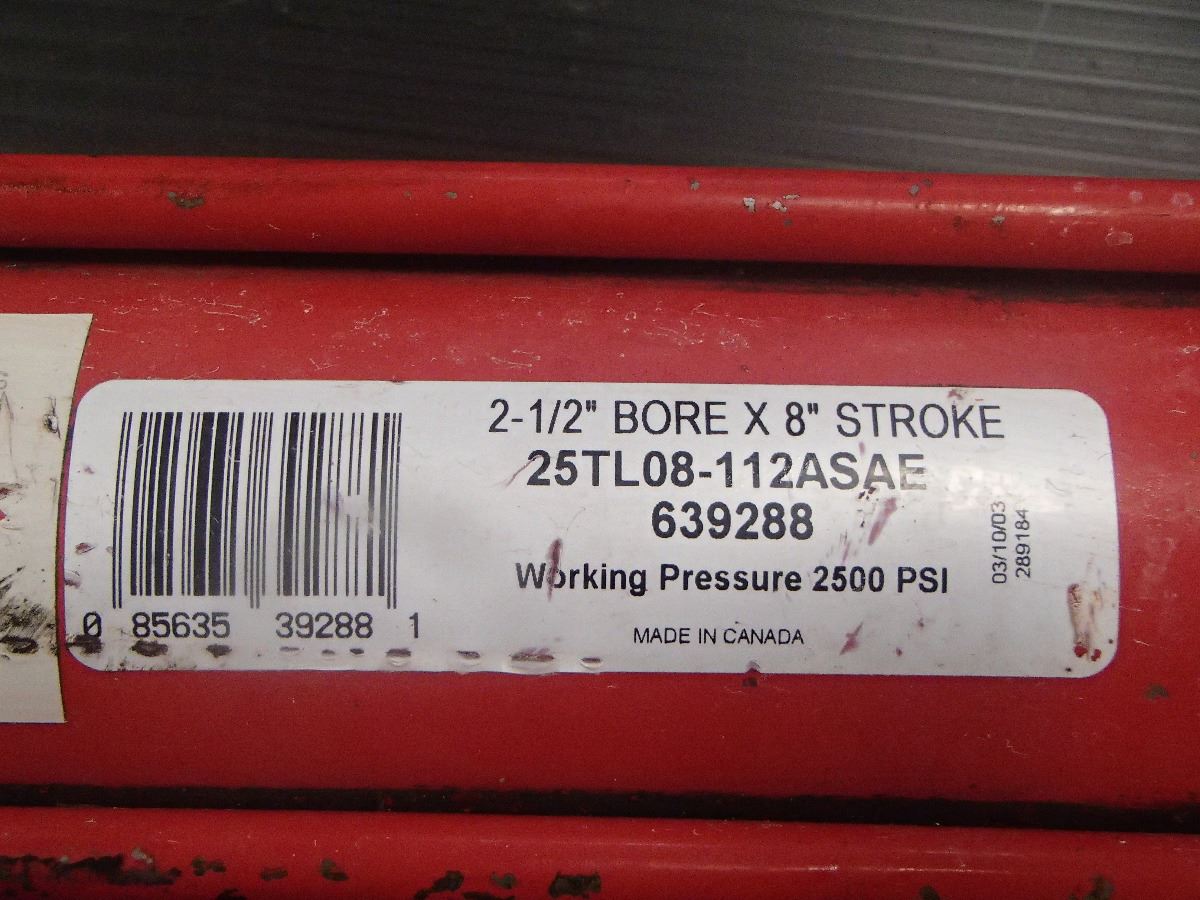 2-1/2" BORE X 8" STROKE
25TL08-112ASAE
639288
Working Pressure 2500 PSI
MADE IN CANADA
03/10/03
289184
0 85635 39288 1